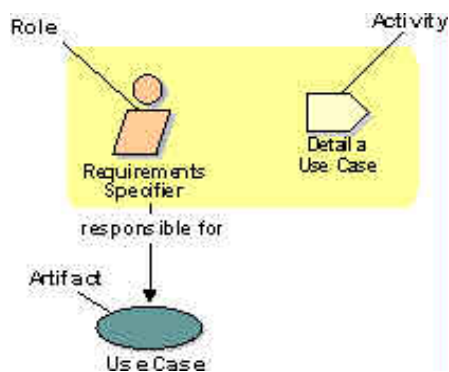 Role
Activity
Requirements
Specifier
Detail a
Use Case
responsible for
Artifact
Use Case